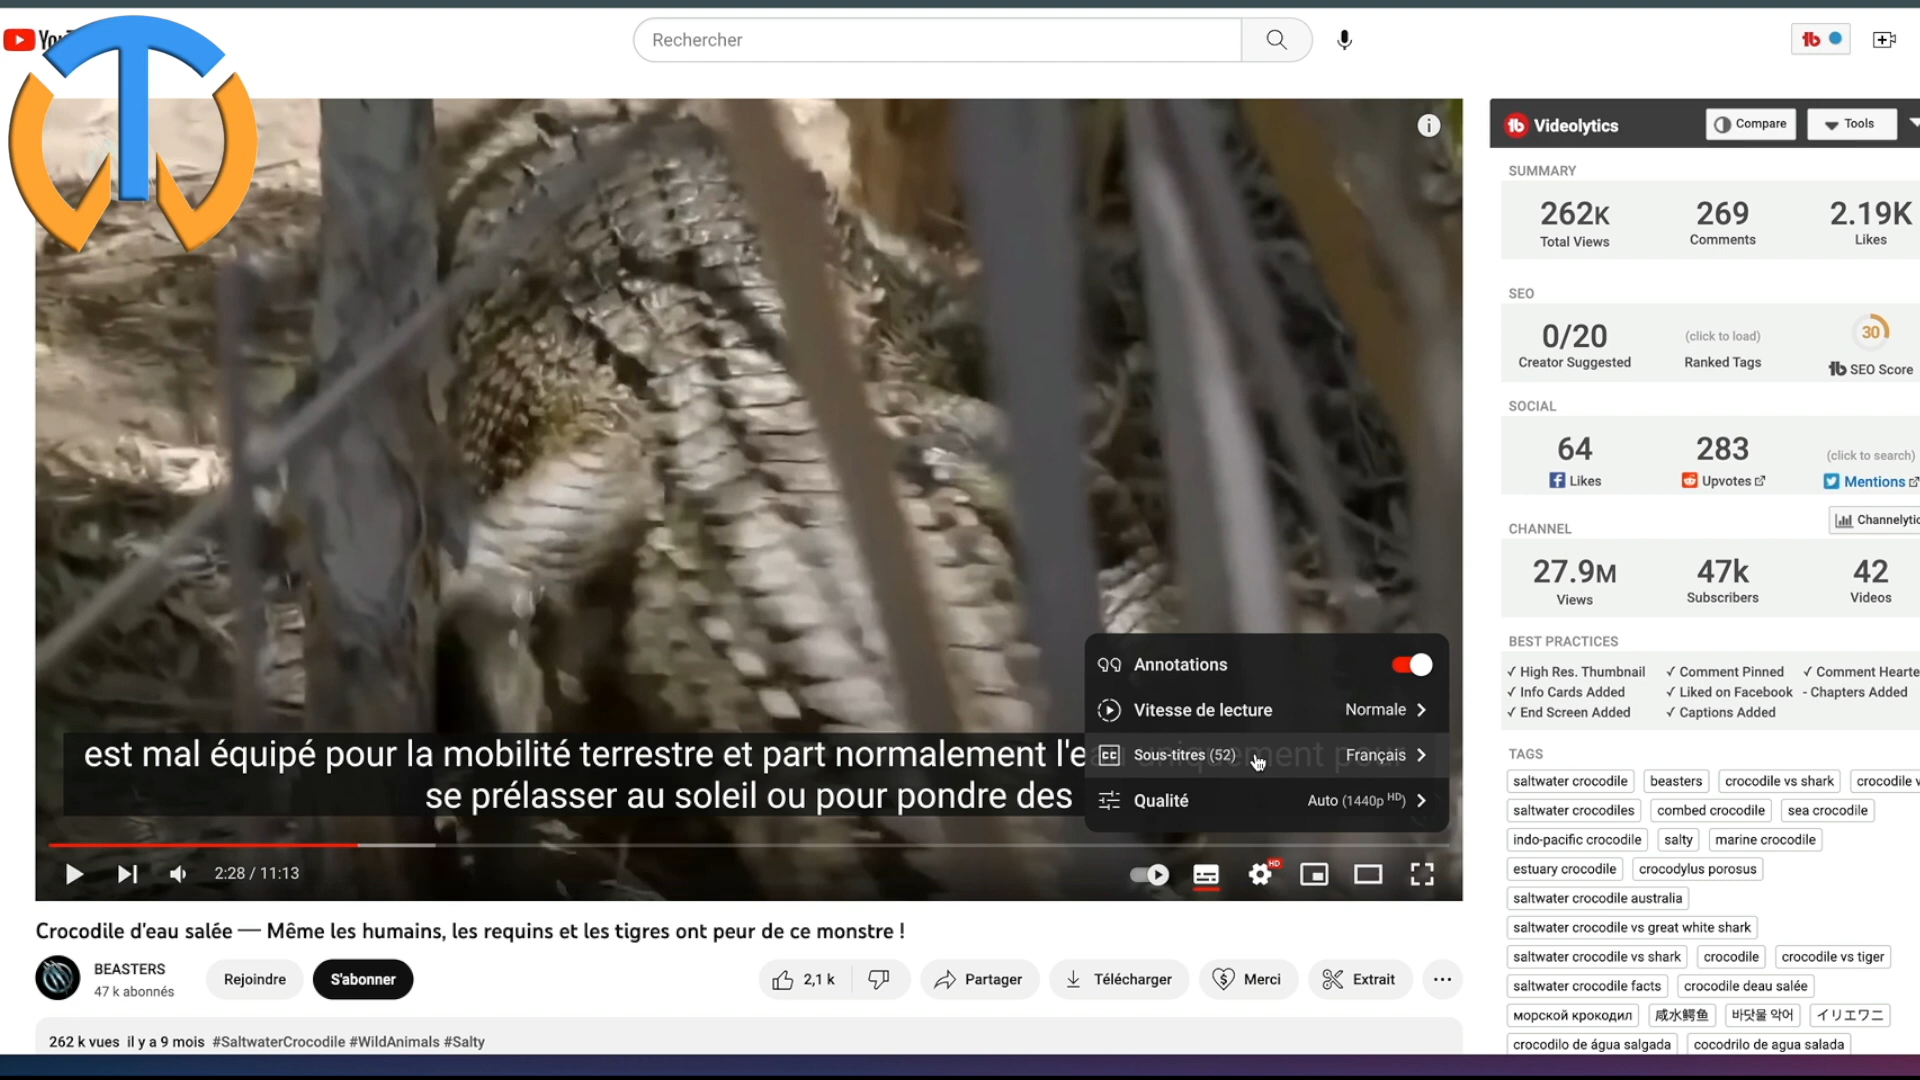 Rechercher
Videolytics
Compare
Tools
SUMMARY
262K
269
2.19K
Total Views
Comments
Likes
SEO
0/20
(click to load)
30
Creator Suggested
Ranked Tags
SEO Score
SOCIAL
64
283
(click to search)
Likes
Upvotes
Mentions
Channelytic
CHANNEL
27.9M
47k
42
Views
Subscribers
Videos
BEST PRACTICES
✓ High Res. Thumbnail ✓ Comment Pinned ✓ Comment Hearte
✓ Info Cards Added ✓ Liked on Facebook - Chapters Added
✓ End Screen Added ✓ Captions Added
TAGS
saltwater crocodile beasters crocodile vs shark crocodile v
saltwater crocodiles combed crocodile sea crocodile
indo-pacific crocodile salty marine crocodile
estuary crocodile crocodylus porosus
saltwater crocodile australia
saltwater crocodile vs great white shark
saltwater crocodile vs shark crocodile crocodile vs tiger
saltwater crocodile facts crocodile deau salée
морской крокодил 咸水鳄鱼 바닷물 악어 イリエワニ
crocodilo de água salgada cocodrilo de agua salada
Annotations
Vitesse de lecture Normale
Sous-titres (52) Français
Qualité Auto (1440p HD)
est mal équipé pour la mobilité terrestre et part normalement l'eau uniquement pour
se prélasser au soleil ou pour pondre des
2:28 / 11:13
HD
Crocodile d'eau salée — Même les humains, les requins et les tigres ont peur de ce monstre !
BEASTERS
47 k abonnés
Rejoindre
S'abonner
2,1 k
Partager
Télécharger
Merci
Extrait
262 k vues il y a 9 mois #SaltwaterCrocodile #WildAnimals #Salty